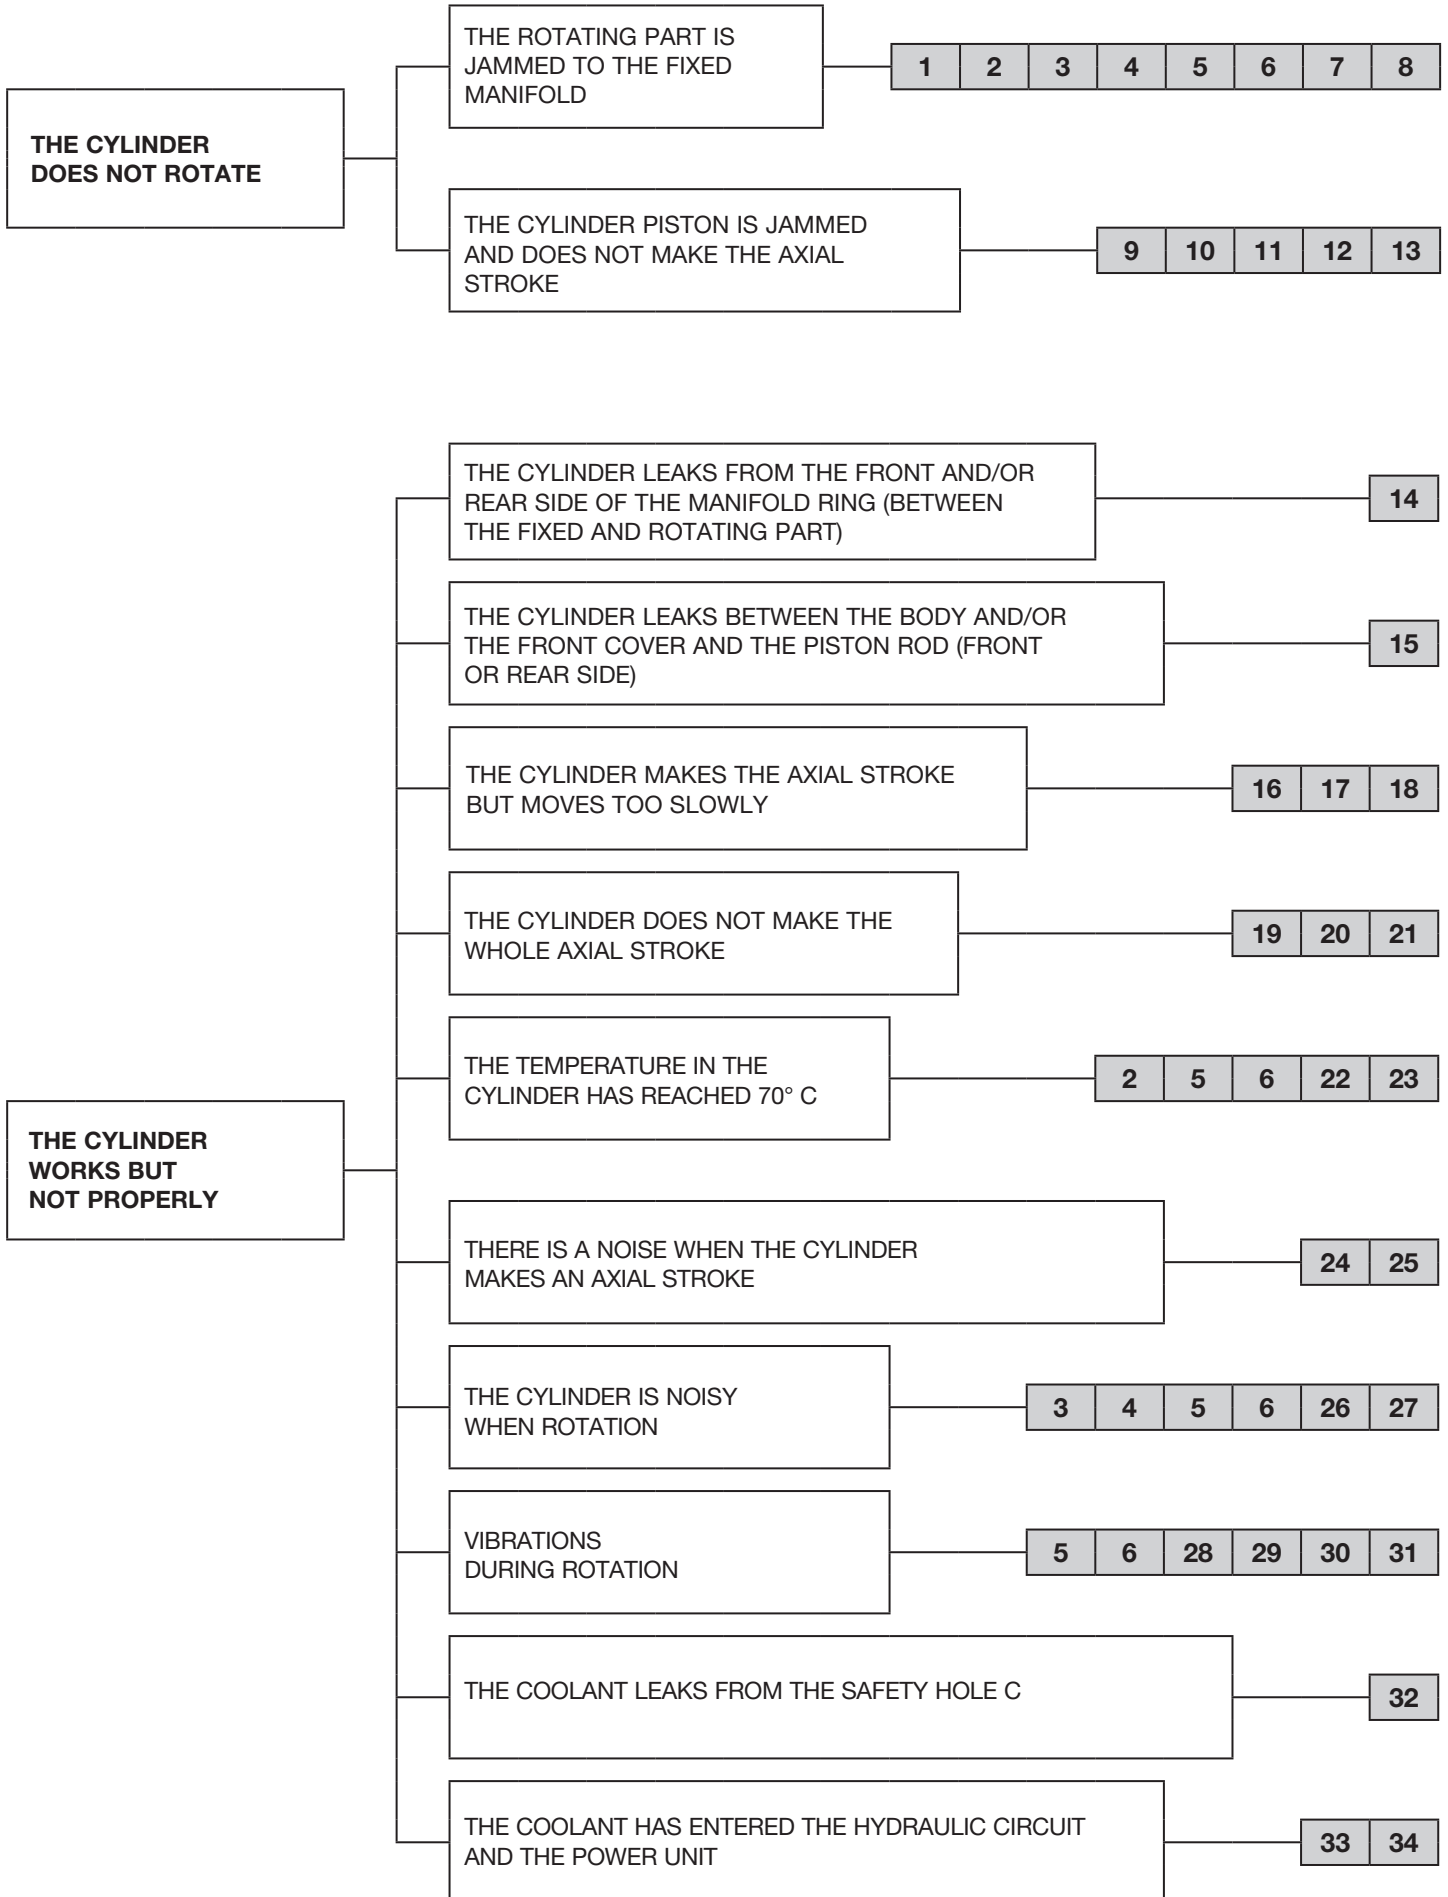 THE CYLINDER
DOES NOT ROTATE
THE ROTATING PART IS
JAMMED TO THE FIXED
MANIFOLD
1 2 3 4 5 6 7 8
THE CYLINDER PISTON IS JAMMED
AND DOES NOT MAKE THE AXIAL
STROKE
9 10 11 12 13
THE CYLINDER
WORKS BUT
NOT PROPERLY
THE CYLINDER LEAKS FROM THE FRONT AND/OR
REAR SIDE OF THE MANIFOLD RING (BETWEEN
THE FIXED AND ROTATING PART)
14
THE CYLINDER LEAKS BETWEEN THE BODY AND/OR
THE FRONT COVER AND THE PISTON ROD (FRONT
OR REAR SIDE)
15
THE CYLINDER MAKES THE AXIAL STROKE
BUT MOVES TOO SLOWLY
16 17 18
THE CYLINDER DOES NOT MAKE THE
WHOLE AXIAL STROKE
19 20 21
THE TEMPERATURE IN THE
CYLINDER HAS REACHED 70° C
2 5 6 22 23
THERE IS A NOISE WHEN THE CYLINDER
MAKES AN AXIAL STROKE
24 25
THE CYLINDER IS NOISY
WHEN ROTATION
3 4 5 6 26 27
VIBRATIONS
DURING ROTATION
5 6 28 29 30 31
THE COOLANT LEAKS FROM THE SAFETY HOLE C
32
THE COOLANT HAS ENTERED THE HYDRAULIC CIRCUIT
AND THE POWER UNIT
33 34